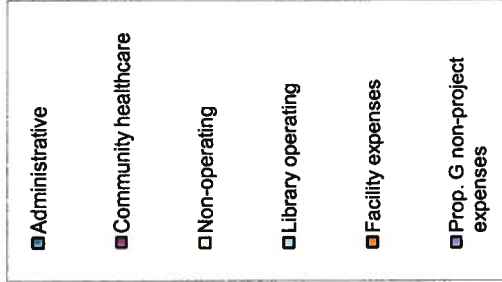 Administrative
Community healthcare
Non-operating
Library operating
Facility expenses
Prop. G non-project
expenses